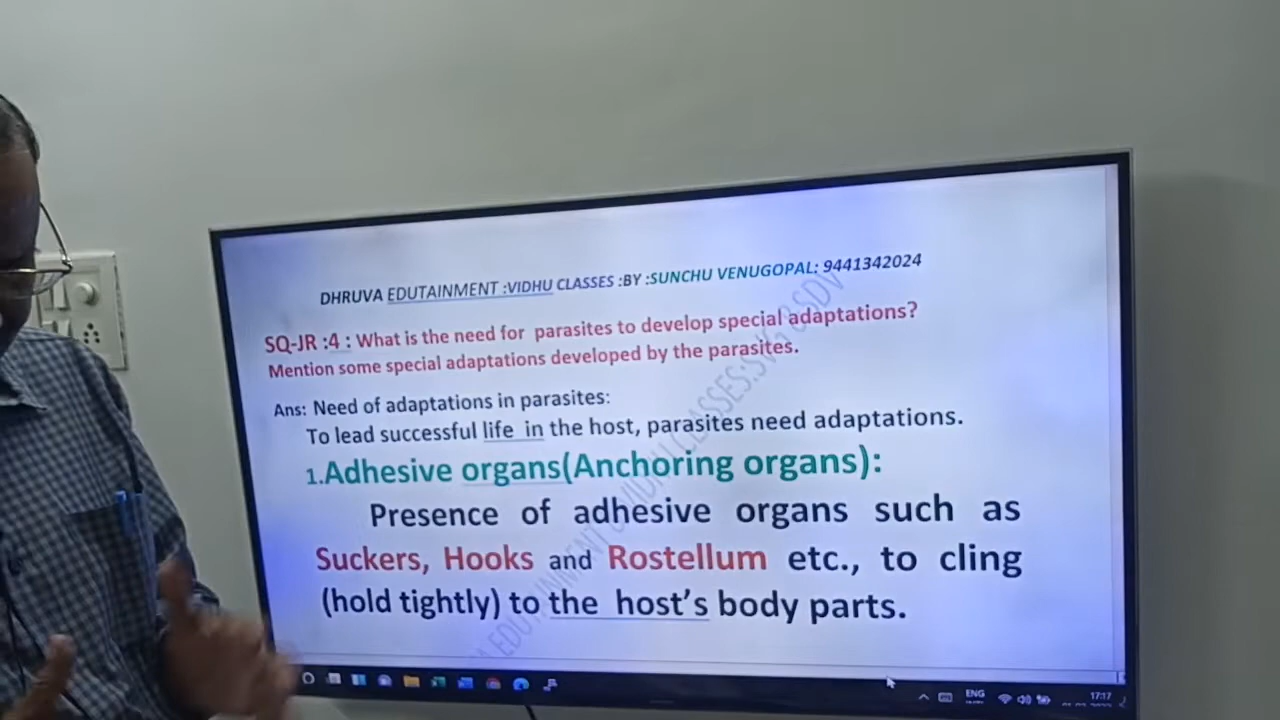 DHRUVA EDUTAINMENT :VIDHU CLASSES :BY :SUNCHU VENUGOPAL: 9441342024
SQ-JR :4 : What is the need for parasites to develop special adaptations?
Mention some special adaptations developed by the parasites.
Ans: Need of adaptations in parasites:
To lead successful life in the host, parasites need adaptations.
1.Adhesive organs(Anchoring organs):
Presence of adhesive organs such as
Suckers, Hooks and Rostellum etc., to cling
(hold tightly) to the host’s body parts.
ENG
17:17